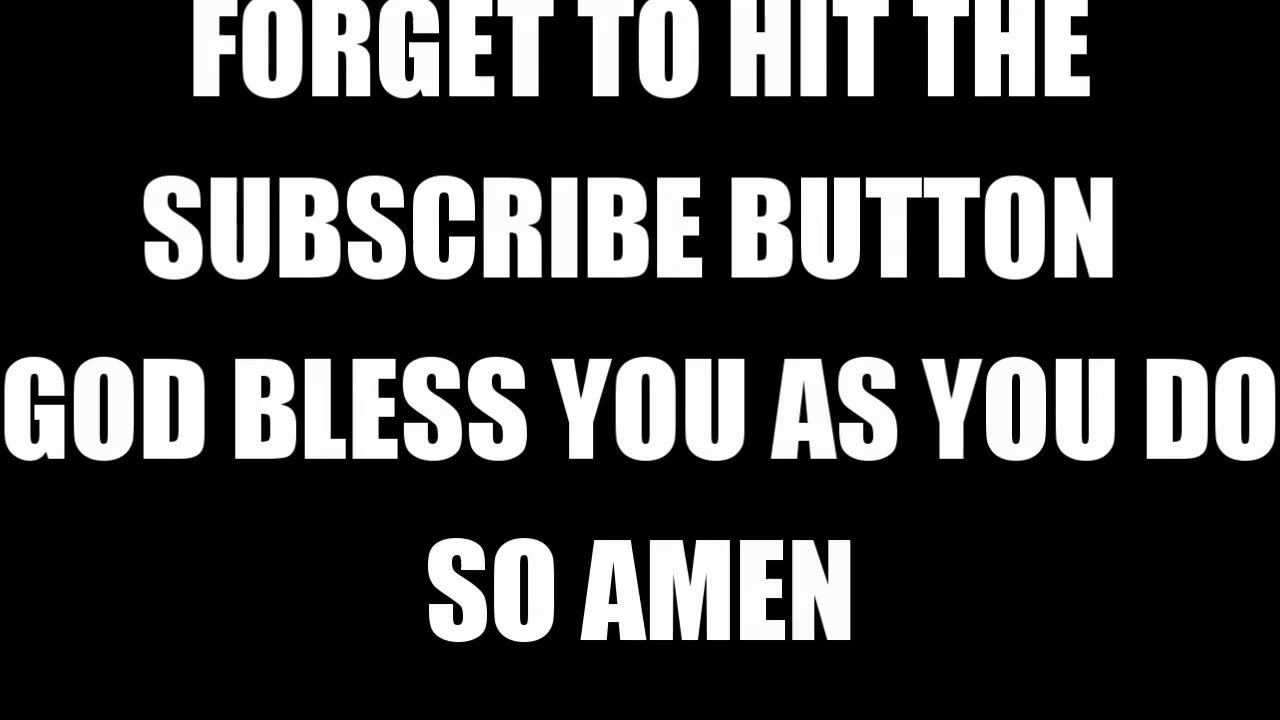 FORGET TO HIT THE
SUBSCRIBE BUTTON
GOD BLESS YOU AS YOU DO
SO AMEN